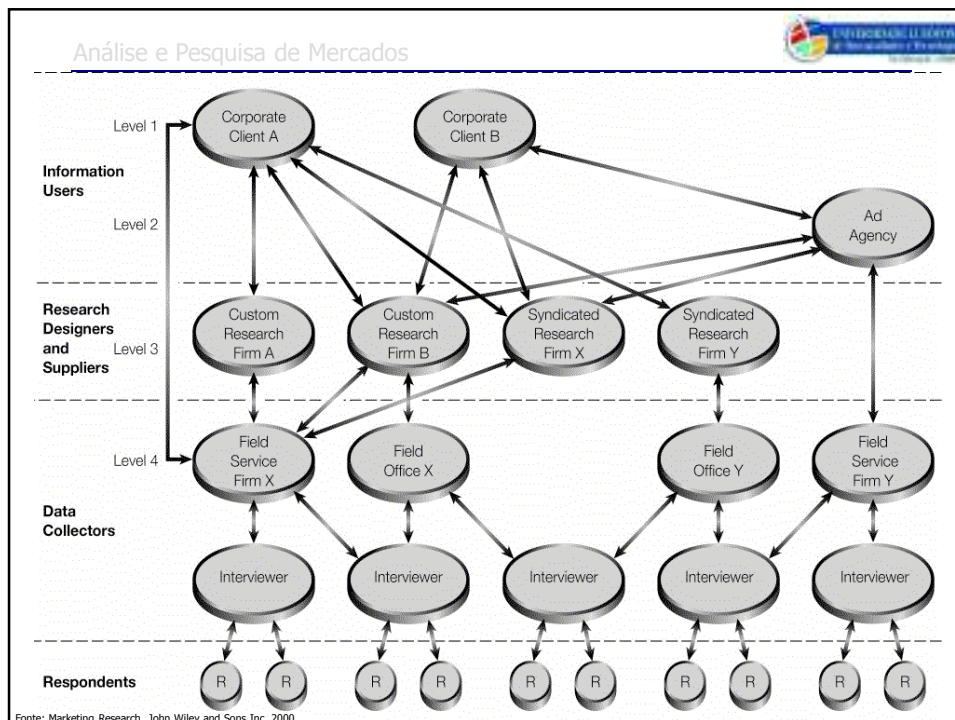 Análise e Pesquisa de Mercados
Level 1
Corporate
Client A
Corporate
Client B
Information
Users
Level 2
Ad
Agency
Research
Designers
and
Suppliers
Level 3
Custom
Research
Firm A
Custom
Research
Firm B
Syndicated
Research
Firm X
Syndicated
Research
Firm Y
Level 4
Field
Service
Firm X
Field
Office X
Field
Office Y
Field
Service
Firm Y
Data
Collectors
Interviewer
Interviewer
Interviewer
Interviewer
Interviewer
Respondents
R
R
R
R
R
R
R
R
R
R
Fonte: Marketing Research, John Wiley and Sons Inc, 2000